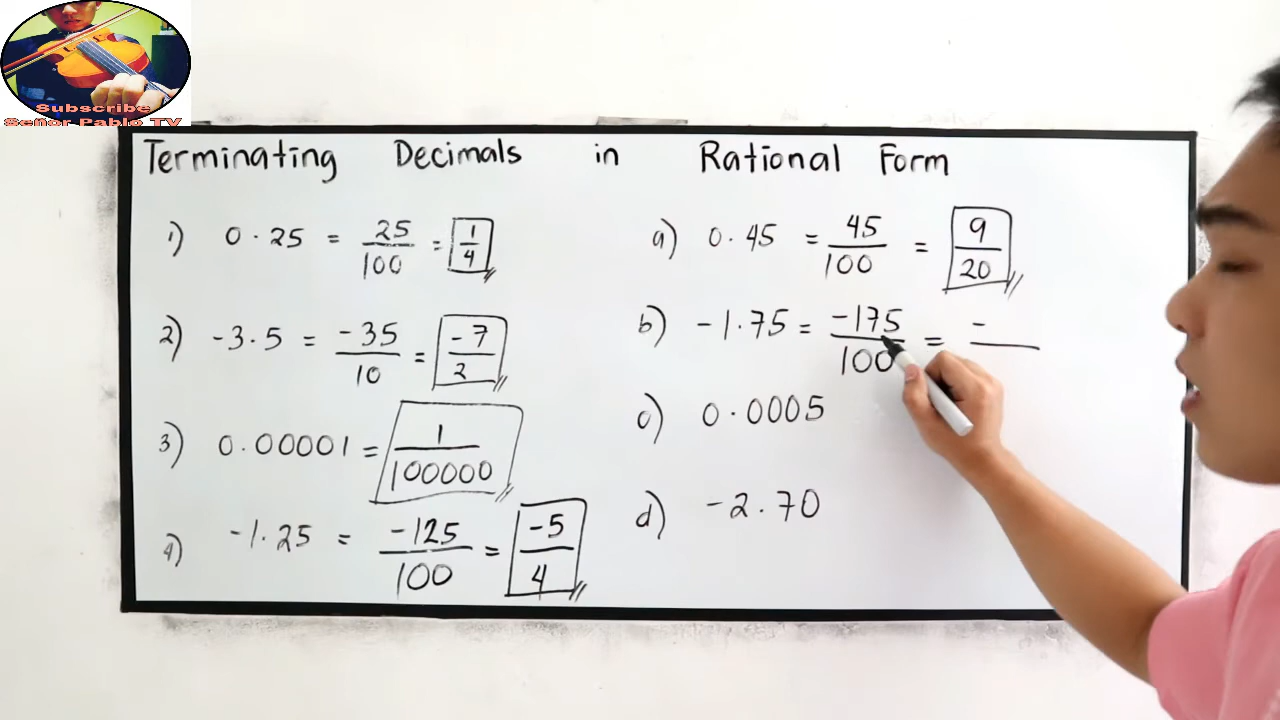 Subscribe
Señor Pablo TV
Terminating Decimals in Rational Form
1) 0.25 = 25/100 = 1/4
2) -3.5 = -35/10 = -7/2
3) 0.00001 = 1/100000
4) -1.25 = -125/100 = -5/4
a) 0.45 = 45/100 = 9/20
b) -1.75 = -175/100 = -
c) 0.0005
d) -2.70